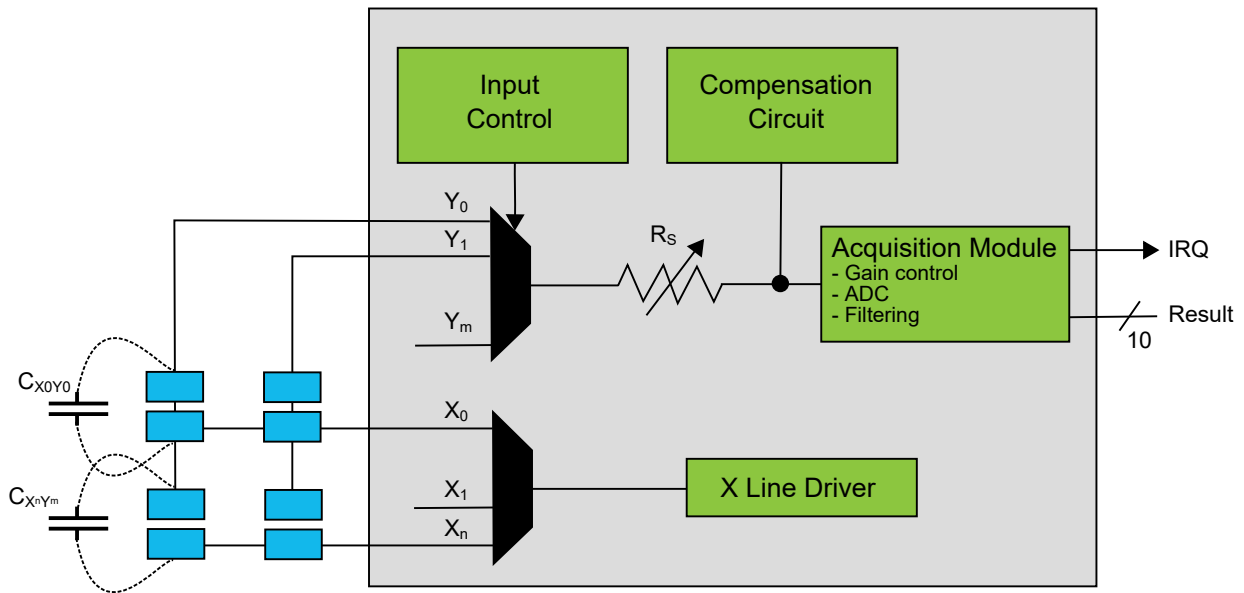 Input
Control
Compensation
Circuit
Y0
Y1
RS
Acquisition Module
- Gain control
- ADC
- Filtering
IRQ
Result
10
Ym
CX0Y0
X0
CXnYm
X1
Xn
X Line Driver